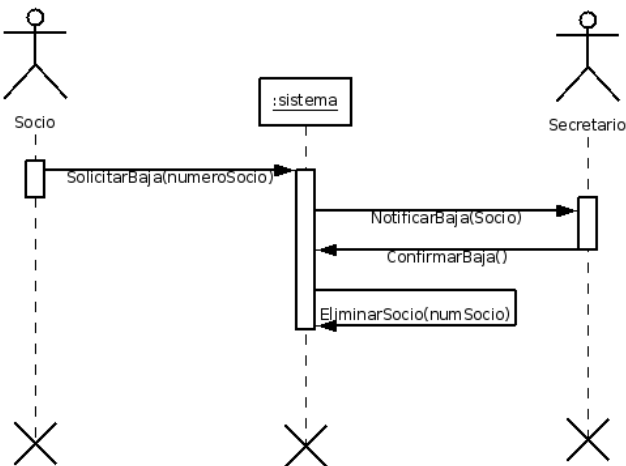 Socio
:sistema
Secretario
SolicitarBaja(numeroSocio)
NotificarBaja(Socio)
ConfirmarBaja()
EliminarSocio(numSocio)